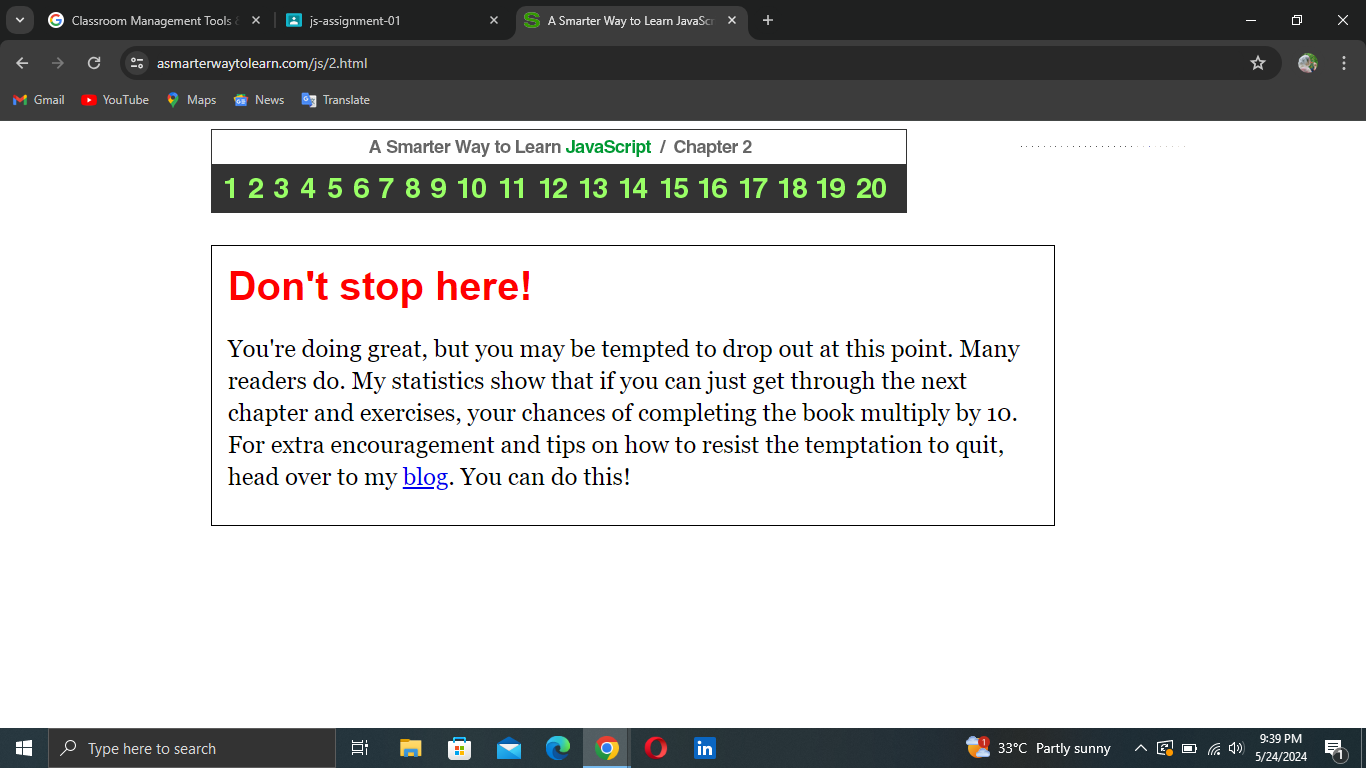 Classroom Management Tools &
js-assignment-01
A Smarter Way to Learn JavaScr
asmarterwaytolearn.com/js/2.html
Gmail
YouTube
Maps
News
Translate
A Smarter Way to Learn JavaScript / Chapter 2
1 2 3 4 5 6 7 8 9 10 11 12 13 14 15 16 17 18 19 20
Don't stop here!
You're doing great, but you may be tempted to drop out at this point. Many
readers do. My statistics show that if you can just get through the next
chapter and exercises, your chances of completing the book multiply by 10.
For extra encouragement and tips on how to resist the temptation to quit,
head over to my blog. You can do this!
Type here to search
33°C Partly sunny
9:39 PM
5/24/2024